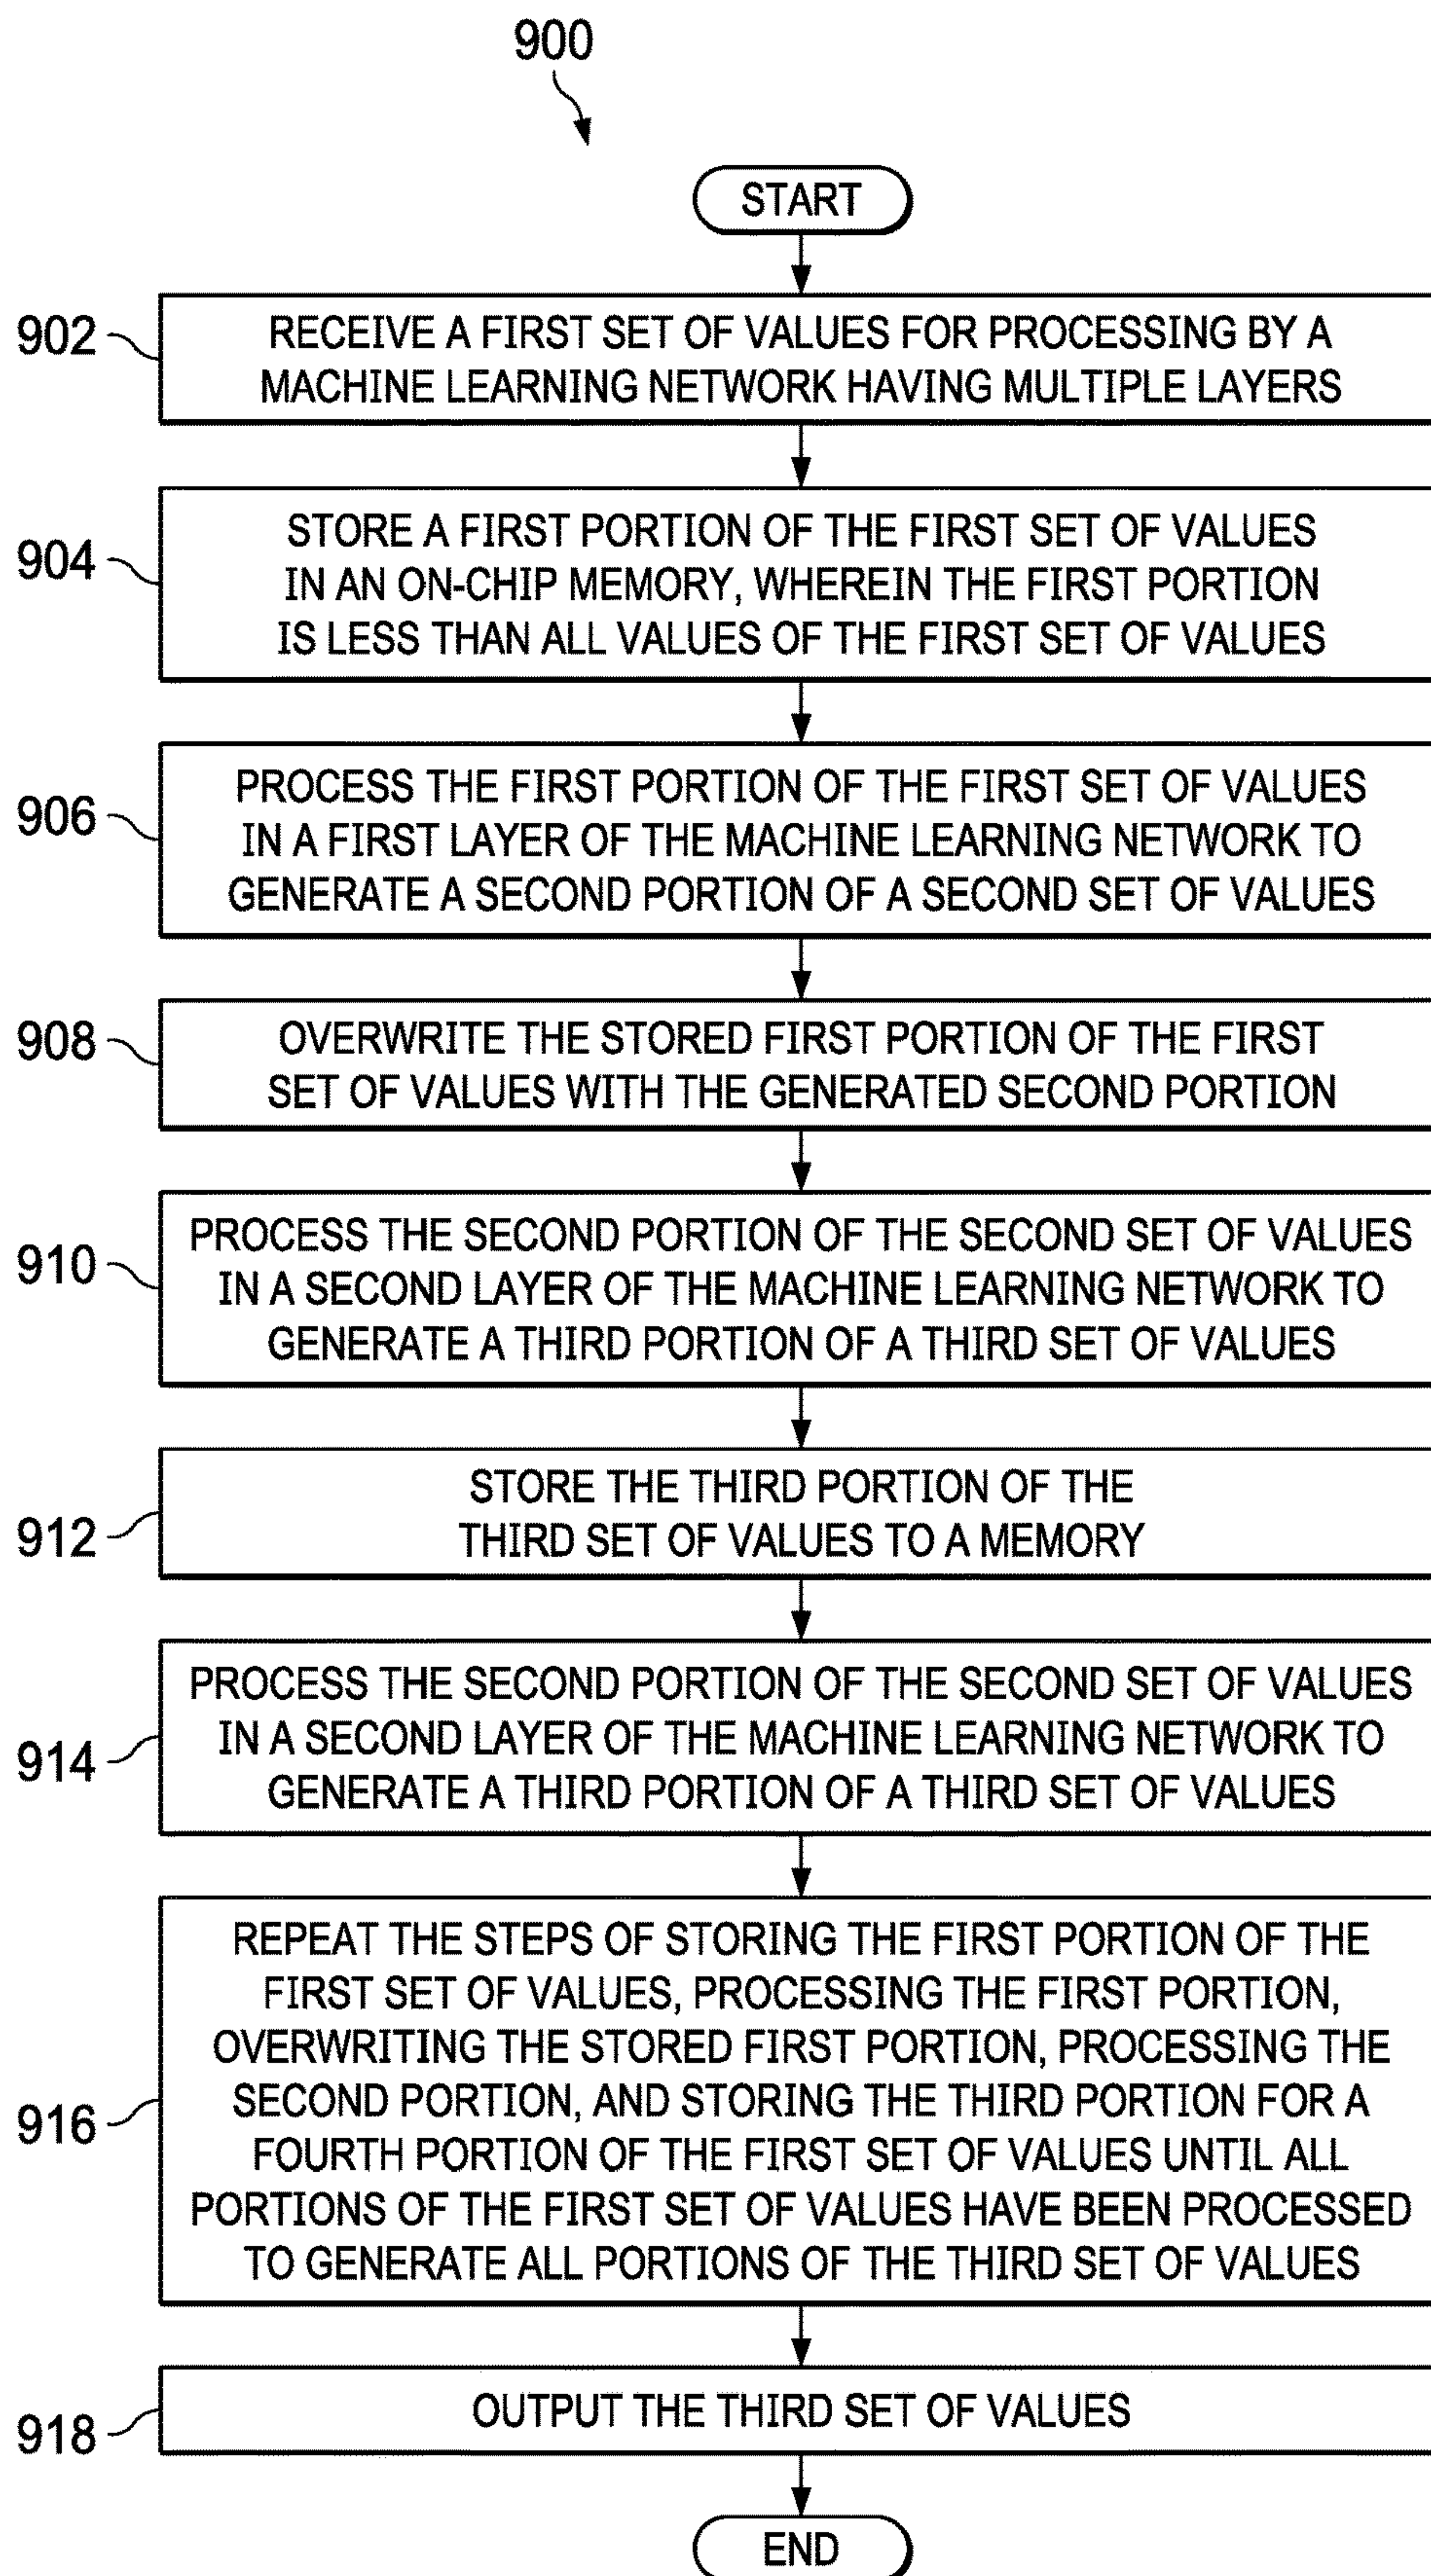 900
START
902
RECEIVE A FIRST SET OF VALUES FOR PROCESSING BY A
MACHINE LEARNING NETWORK HAVING MULTIPLE LAYERS
904
STORE A FIRST PORTION OF THE FIRST SET OF VALUES
IN AN ON-CHIP MEMORY, WHEREIN THE FIRST PORTION
IS LESS THAN ALL VALUES OF THE FIRST SET OF VALUES
906
PROCESS THE FIRST PORTION OF THE FIRST SET OF VALUES
IN A FIRST LAYER OF THE MACHINE LEARNING NETWORK TO
GENERATE A SECOND PORTION OF A SECOND SET OF VALUES
908
OVERWRITE THE STORED FIRST PORTION OF THE FIRST
SET OF VALUES WITH THE GENERATED SECOND PORTION
910
PROCESS THE SECOND PORTION OF THE SECOND SET OF VALUES
IN A SECOND LAYER OF THE MACHINE LEARNING NETWORK TO
GENERATE A THIRD PORTION OF A THIRD SET OF VALUES
912
STORE THE THIRD PORTION OF THE
THIRD SET OF VALUES TO A MEMORY
914
PROCESS THE SECOND PORTION OF THE SECOND SET OF VALUES
IN A SECOND LAYER OF THE MACHINE LEARNING NETWORK TO
GENERATE A THIRD PORTION OF A THIRD SET OF VALUES
916
REPEAT THE STEPS OF STORING THE FIRST PORTION OF THE
FIRST SET OF VALUES, PROCESSING THE FIRST PORTION,
OVERWRITING THE STORED FIRST PORTION, PROCESSING THE
SECOND PORTION, AND STORING THE THIRD PORTION FOR A
FOURTH PORTION OF THE FIRST SET OF VALUES UNTIL ALL
PORTIONS OF THE FIRST SET OF VALUES HAVE BEEN PROCESSED
TO GENERATE ALL PORTIONS OF THE THIRD SET OF VALUES
918
OUTPUT THE THIRD SET OF VALUES
END